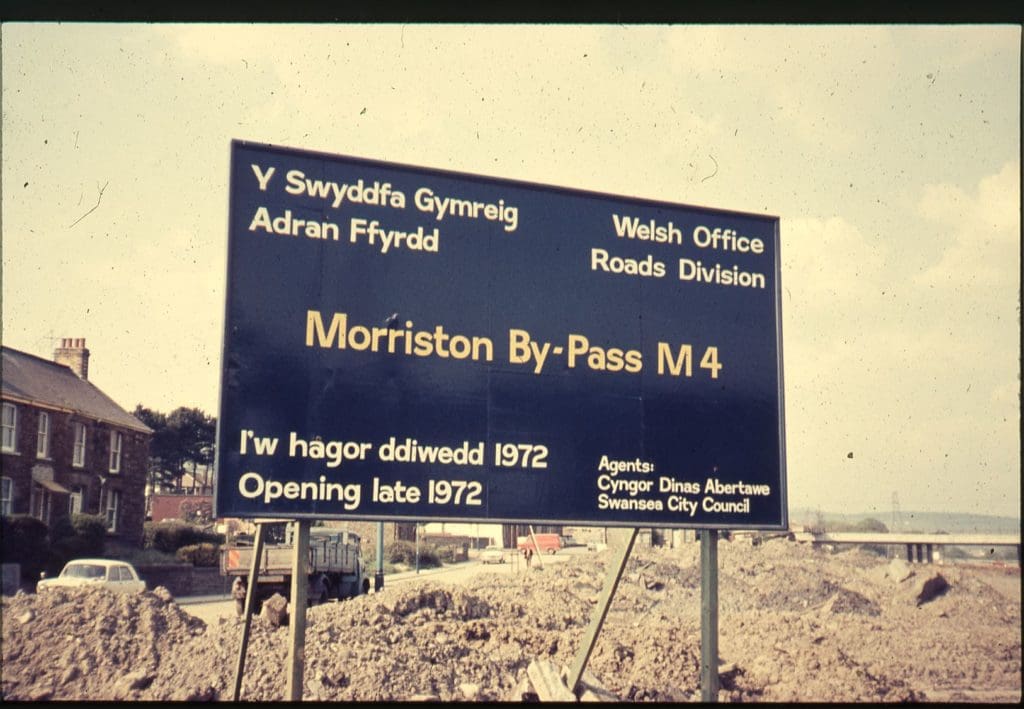 Y Swyddfa Gymreig
Adran Ffyrdd
Welsh Office
Roads Division
Morriston By-Pass M4
I'w hagor ddiwedd 1972
Opening late 1972
Agents:
Cyngor Dinas Abertawe
Swansea City Council